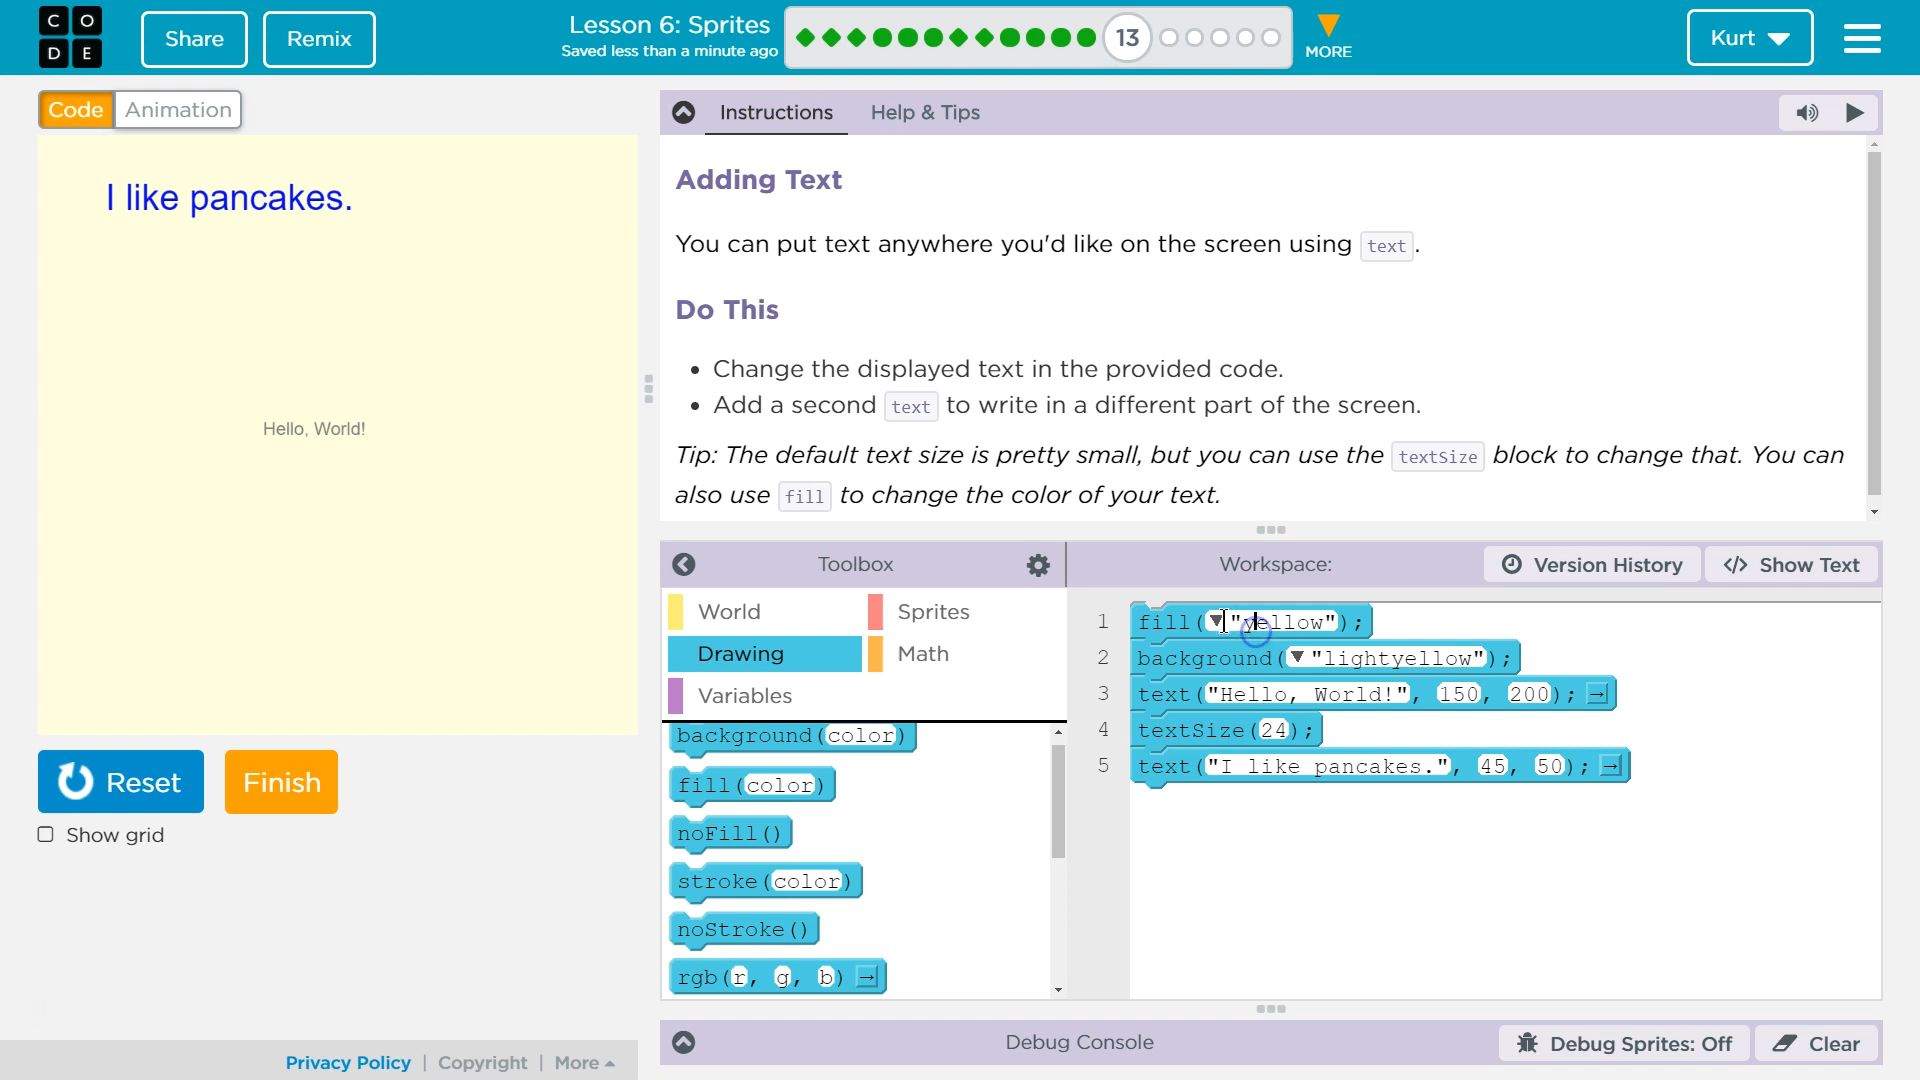 C O
D E
Share
Remix
Lesson 6: Sprites
Saved less than a minute ago
13
MORE
Kurt
Code
Animation
I like pancakes.
Hello, World!
Reset
Finish
Show grid
Privacy Policy | Copyright | More
Instructions
Help & Tips
Adding Text
You can put text anywhere you'd like on the screen using text.
Do This
• Change the displayed text in the provided code.
• Add a second text to write in a different part of the screen.
Tip: The default text size is pretty small, but you can use the textSize block to change that. You can
also use fill to change the color of your text.
Toolbox
Workspace:
Version History
</> Show Text
World
Sprites
Drawing
Math
Variables
background(color)
fill(color)
noFill()
stroke(color)
noStroke()
rgb(r, g, b)
1 fill("yellow");
2 background("lightyellow");
3 text("Hello, World!", 150, 200);
4 textSize(24);
5 text("I like pancakes.", 45, 50);
Debug Console
Debug Sprites: Off
Clear